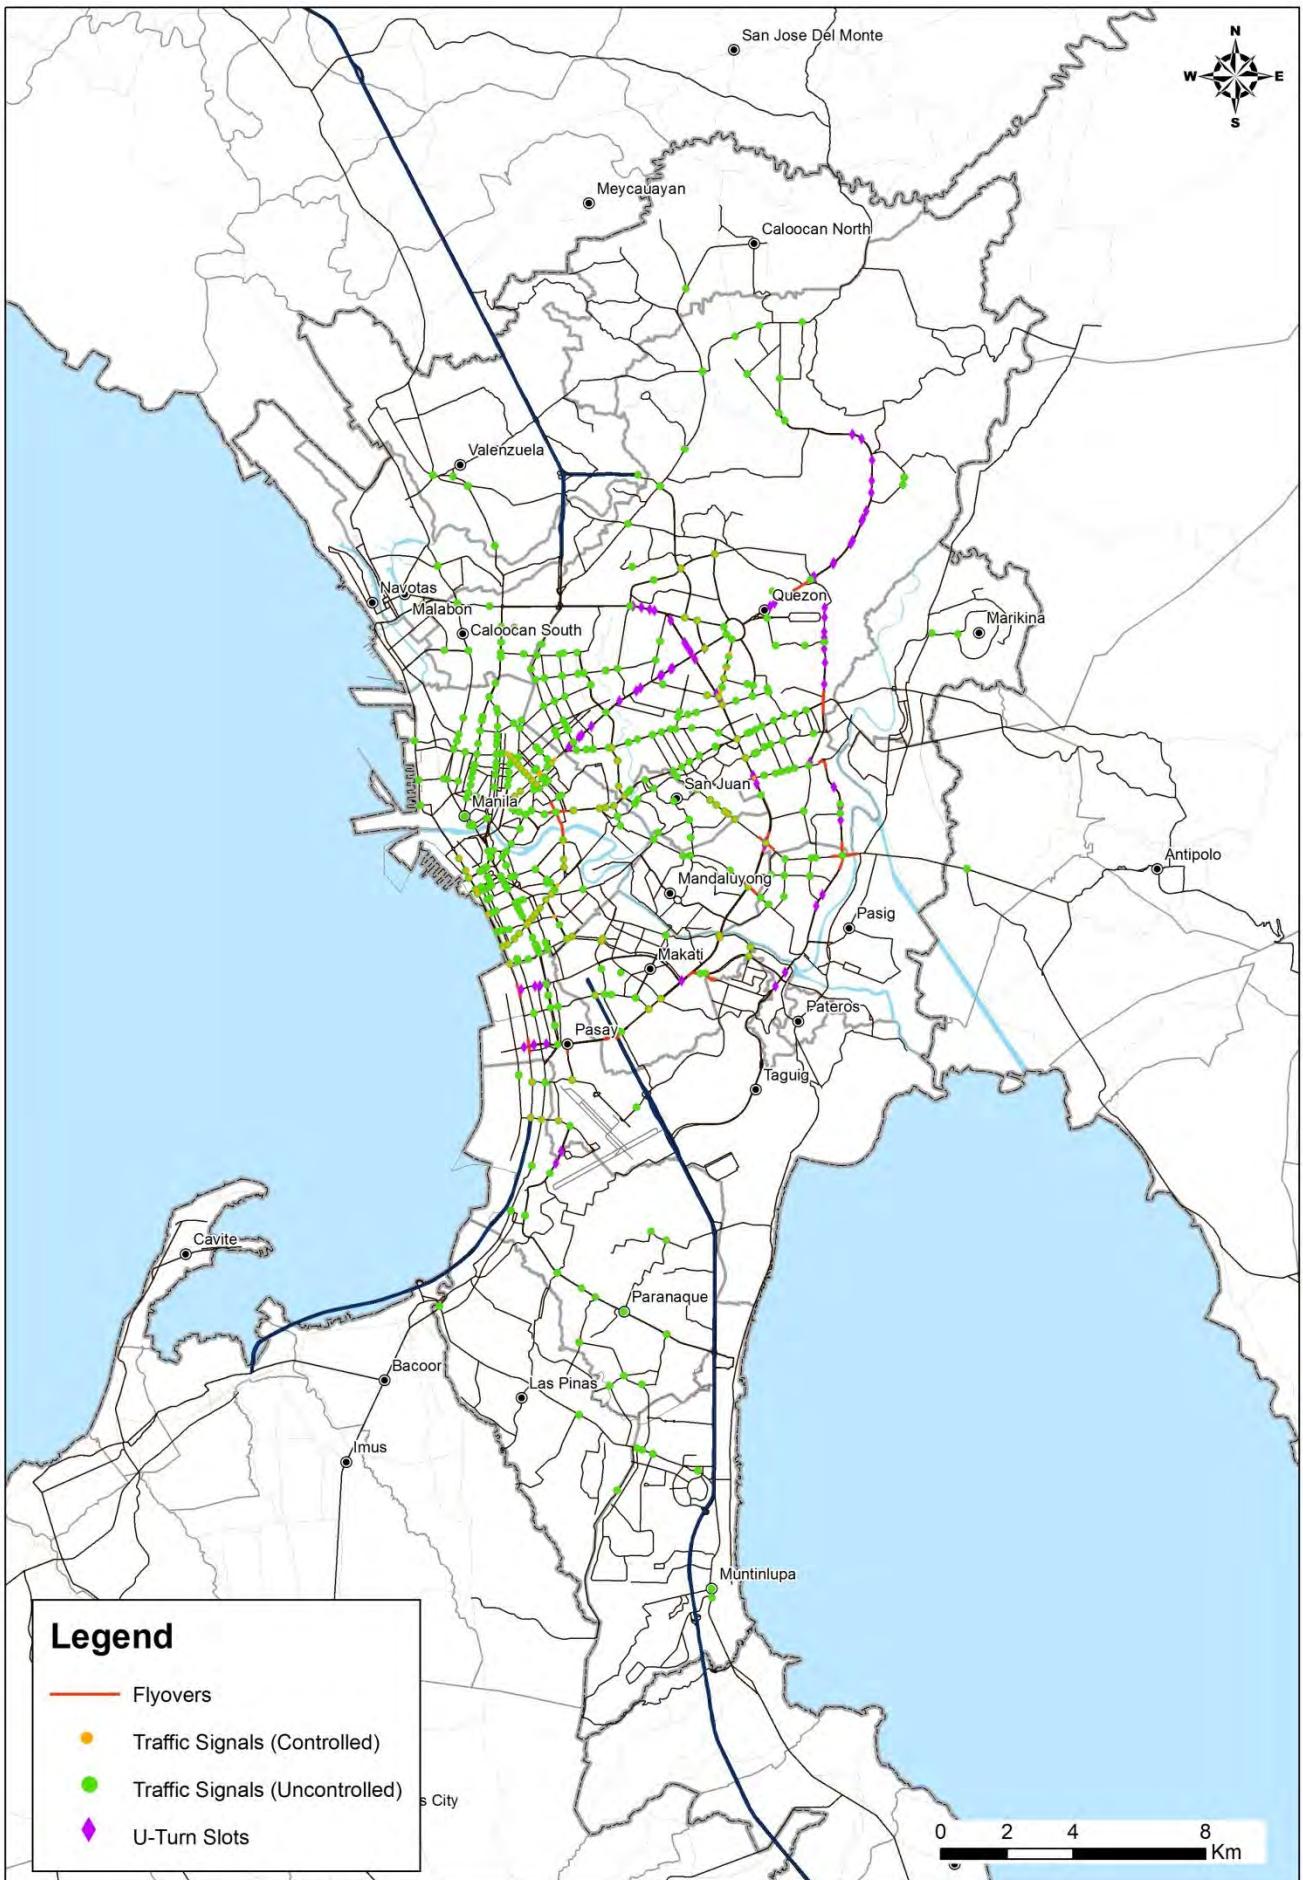 San Jose Del Monte
N
W
E
S
Meycauayan
Caloocan North
Valenzuela
Navotas
Malabon
Quezon
Caloocan South
Marikina
San Juan
Manila
Antipolo
Mandaluyong
Pasig
Makati
Pateros
Pasay
Taguig
Cavite
Paranaque
Bacoor
Las Pinas
Imus
Muntinlupa
Legend
Flyovers
Traffic Signals (Controlled)
Traffic Signals (Uncontrolled)
s City
U-Turn Slots
0 2 4 8
Km